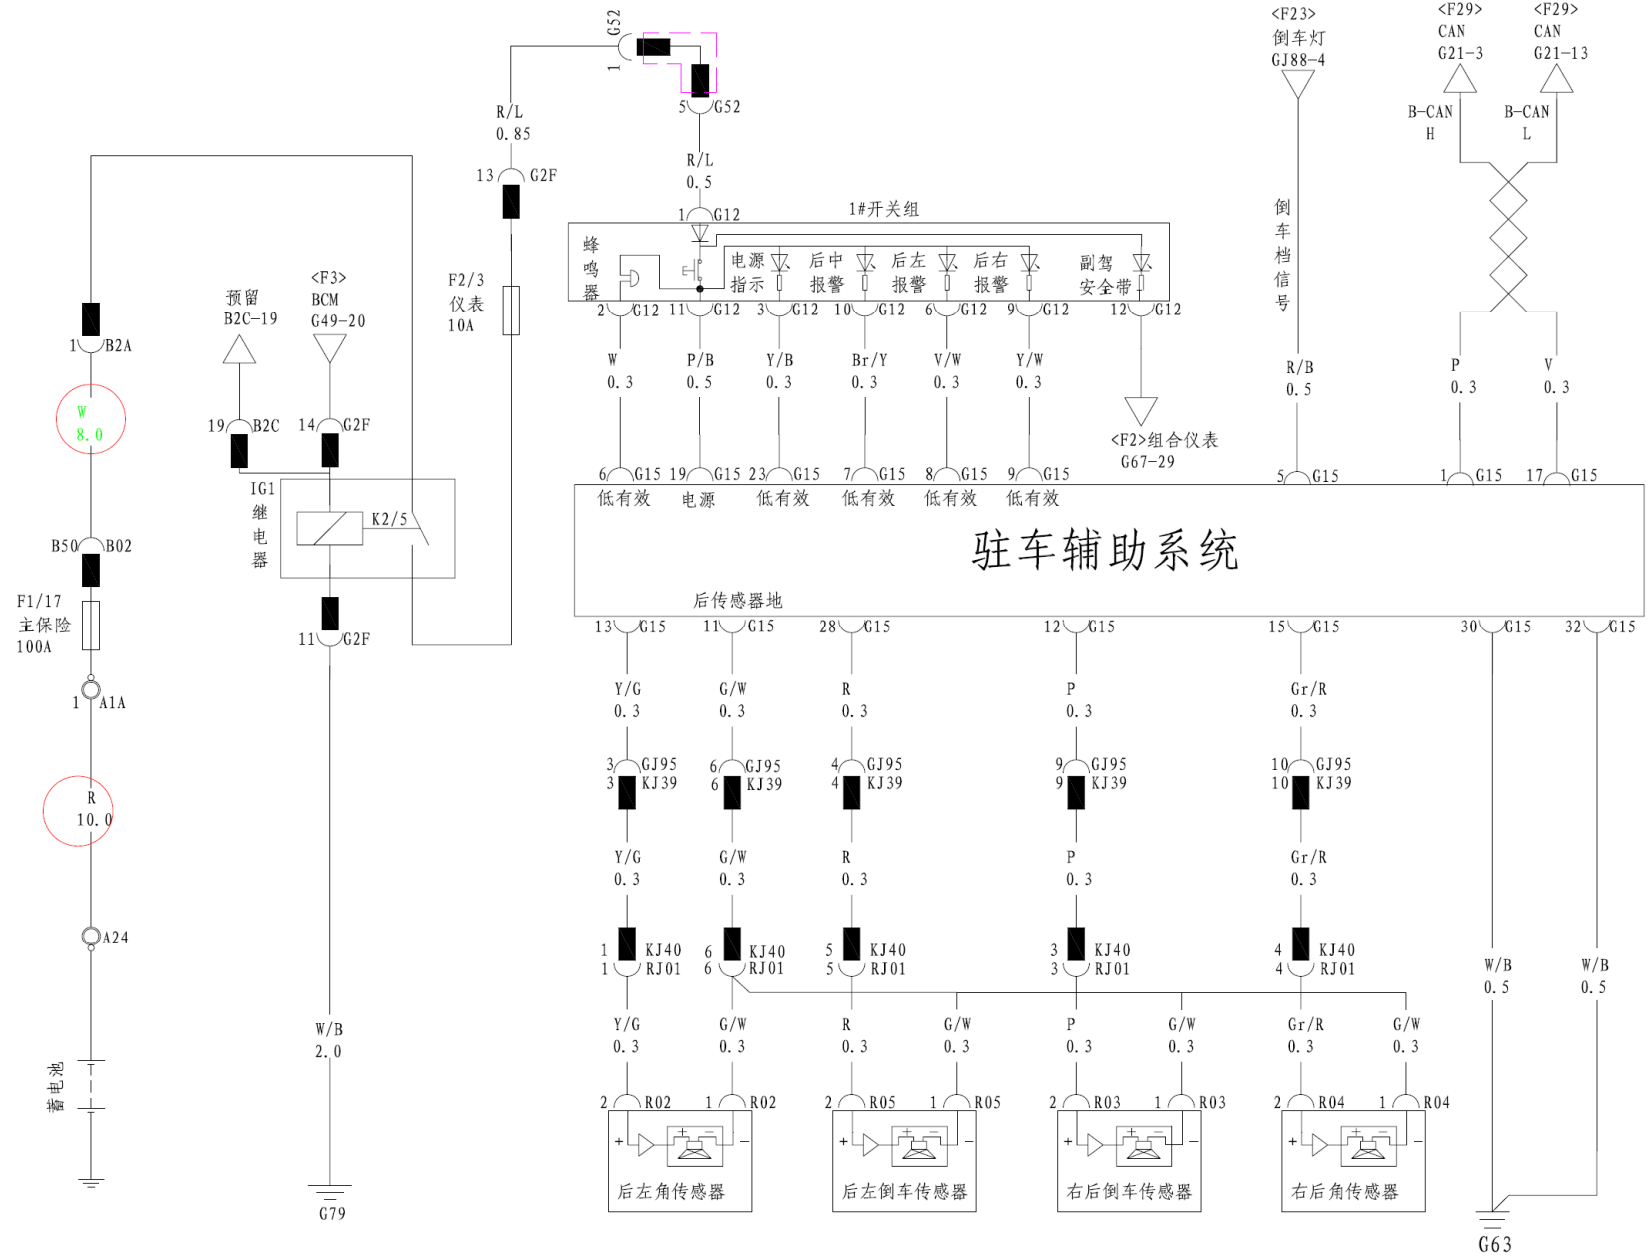 G52
1
5
G52
R/L
0.85
13
G2F
R/L
0.5
1
G12
<F23>
倒车灯
GJ88-4
<F29>
CAN
G21-3
<F29>
CAN
G21-13
B-CAN
H
B-CAN
L
倒车档信号
1#开关组
蜂鸣器
电源
指示
后中
报警
后左
报警
后右
报警
副驾
安全带
2
G12
11
G12
3
G12
10
G12
6
G12
9
G12
12
G12
预留
B2C-19
<F3>
BCM
G49-20
F2/3
仪表
10A
1
B2A
W
8.0
19
B2C
14
G2F
W
0.3
P/B
0.5
Y/B
0.3
Br/Y
0.3
V/W
0.3
Y/W
0.3
R/B
0.5
P
0.3
V
0.3
<F2>组合仪表
G67-29
6
G15
19
G15
23
G15
7
G15
8
G15
9
G15
5
G15
1
G15
17
G15
低有效
电源
低有效
低有效
低有效
低有效
IG1
继电器
K2/5
驻车辅助系统
B50
B02
F1/17
主保险
100A
后传感器地
11
G2F
13
G15
11
G15
28
G15
12
G15
15
G15
30
G15
32
G15
1
A1A
Y/G
0.3
G/W
0.3
R
0.3
P
0.3
Gr/R
0.3
3
GJ95
3
KJ39
6
GJ95
6
KJ39
4
GJ95
4
KJ39
9
GJ95
9
KJ39
10
GJ95
10
KJ39
R
10.0
Y/G
0.3
G/W
0.3
R
0.3
P
0.3
Gr/R
0.3
A24
1
KJ40
1
RJ01
6
KJ40
6
RJ01
5
KJ40
5
RJ01
3
KJ40
3
RJ01
4
KJ40
4
RJ01
W/B
0.5
W/B
0.5
W/B
2.0
Y/G
0.3
G/W
0.3
R
0.3
G/W
0.3
P
0.3
G/W
0.3
Gr/R
0.3
G/W
0.3
蓄电池
2
R02
1
R02
2
R05
1
R05
2
R03
1
R03
2
R04
1
R04
+
+ -
-
+
+ -
-
+
+ -
-
+
+ -
-
后左角传感器
后左倒车传感器
右后倒车传感器
右后角传感器
G79
G63